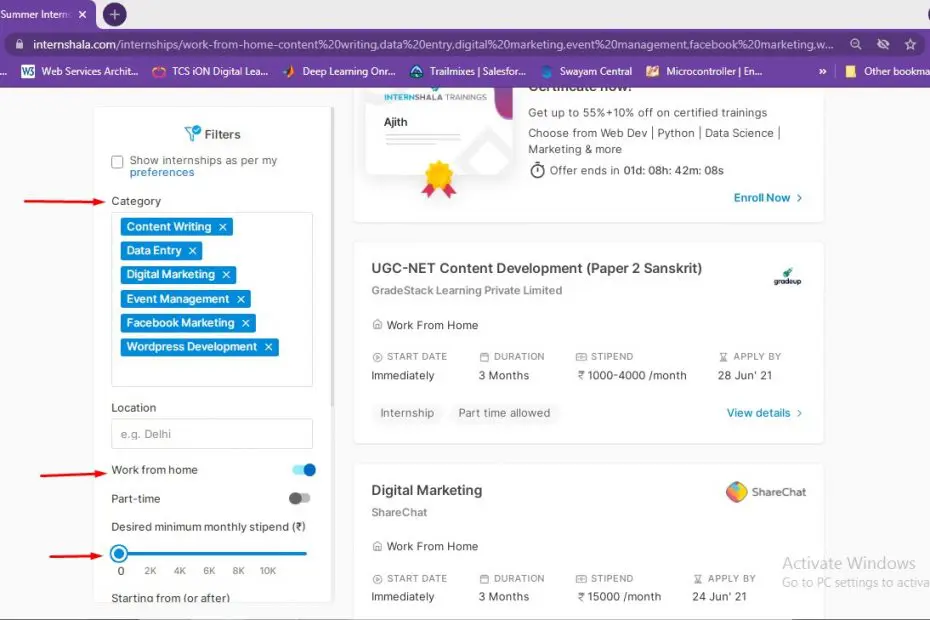 Summer Intern
internshala.com/internships/work-from-home-content%20writing,data%20entry,digital%20marketing,event%20management,facebook%20marketing,w...
... W3 Web Services Archit... TCS iON Digital Lea... Deep Learning Onr... Trailmixes | Salesfor... Swayam Central Microcontroller | En... » Other bookma
Filters
Show internships as per my
preferences
Category
Content Writing ×
Data Entry ×
Digital Marketing ×
Event Management ×
Facebook Marketing ×
Wordpress Development ×
Location
e.g. Delhi
Work from home
Part-time
Desired minimum monthly stipend (₹)
0 2K 4K 6K 8K 10K
Starting from (or after)
Certificate now!
INTERNSHALA TRAININGS
Ajith
Get up to 55%+10% off on certified trainings
Choose from Web Dev | Python | Data Science |
Marketing & more
Offer ends in 01d: 08h: 42m: 08s
Enroll Now >
UGC-NET Content Development (Paper 2 Sanskrit)
GradeStack Learning Private Limited
gradeup
Work From Home
START DATE DURATION STIPEND APPLY BY
Immediately 3 Months ₹ 1000-4000 /month 28 Jun' 21
Internship Part time allowed View details >
Digital Marketing
ShareChat
ShareChat
Work From Home
START DATE DURATION STIPEND APPLY BY
Immediately 3 Months ₹ 15000 /month 24 Jun' 21
Activate Windows
Go to PC settings to activa